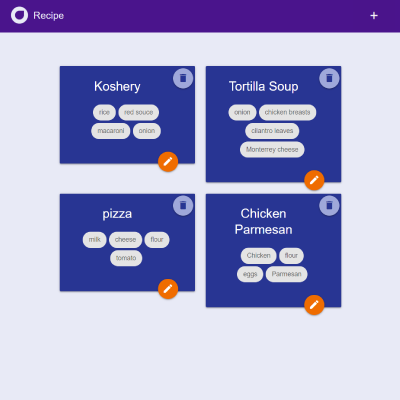 Recipe
Koshery
rice red souce
macaroni onion
Tortilla Soup
onion chicken breasts
cilantro leaves
Monterrey cheese
pizza
milk cheese flour
tomato
Chicken
Parmesan
Chicken flour
eggs Parmesan